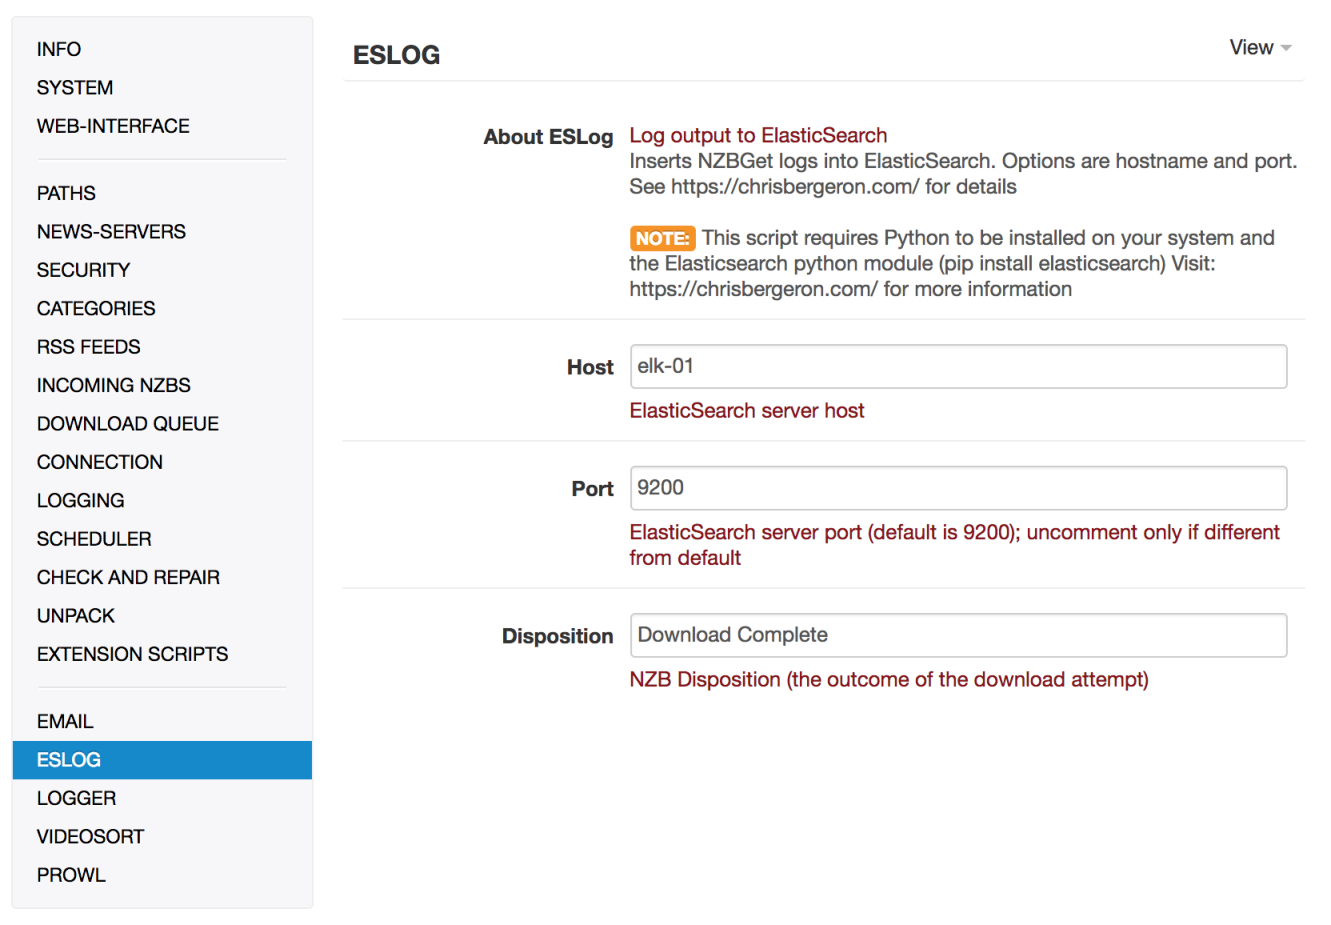 INFO
SYSTEM
WEB-INTERFACE
PATHS
NEWS-SERVERS
SECURITY
CATEGORIES
RSS FEEDS
INCOMING NZBS
DOWNLOAD QUEUE
CONNECTION
LOGGING
SCHEDULER
CHECK AND REPAIR
UNPACK
EXTENSION SCRIPTS
EMAIL
ESLOG
LOGGER
VIDEOSORT
PROWL
ESLOG
View
About ESLog
Log output to ElasticSearch
Inserts NZBGet logs into ElasticSearch. Options are hostname and port.
See https://chrisbergeron.com/ for details
NOTE: This script requires Python to be installed on your system and
the Elasticsearch python module (pip install elasticsearch) Visit:
https://chrisbergeron.com/ for more information
Host
elk-01
ElasticSearch server host
Port
9200
ElasticSearch server port (default is 9200); uncomment only if different
from default
Disposition
Download Complete
NZB Disposition (the outcome of the download attempt)